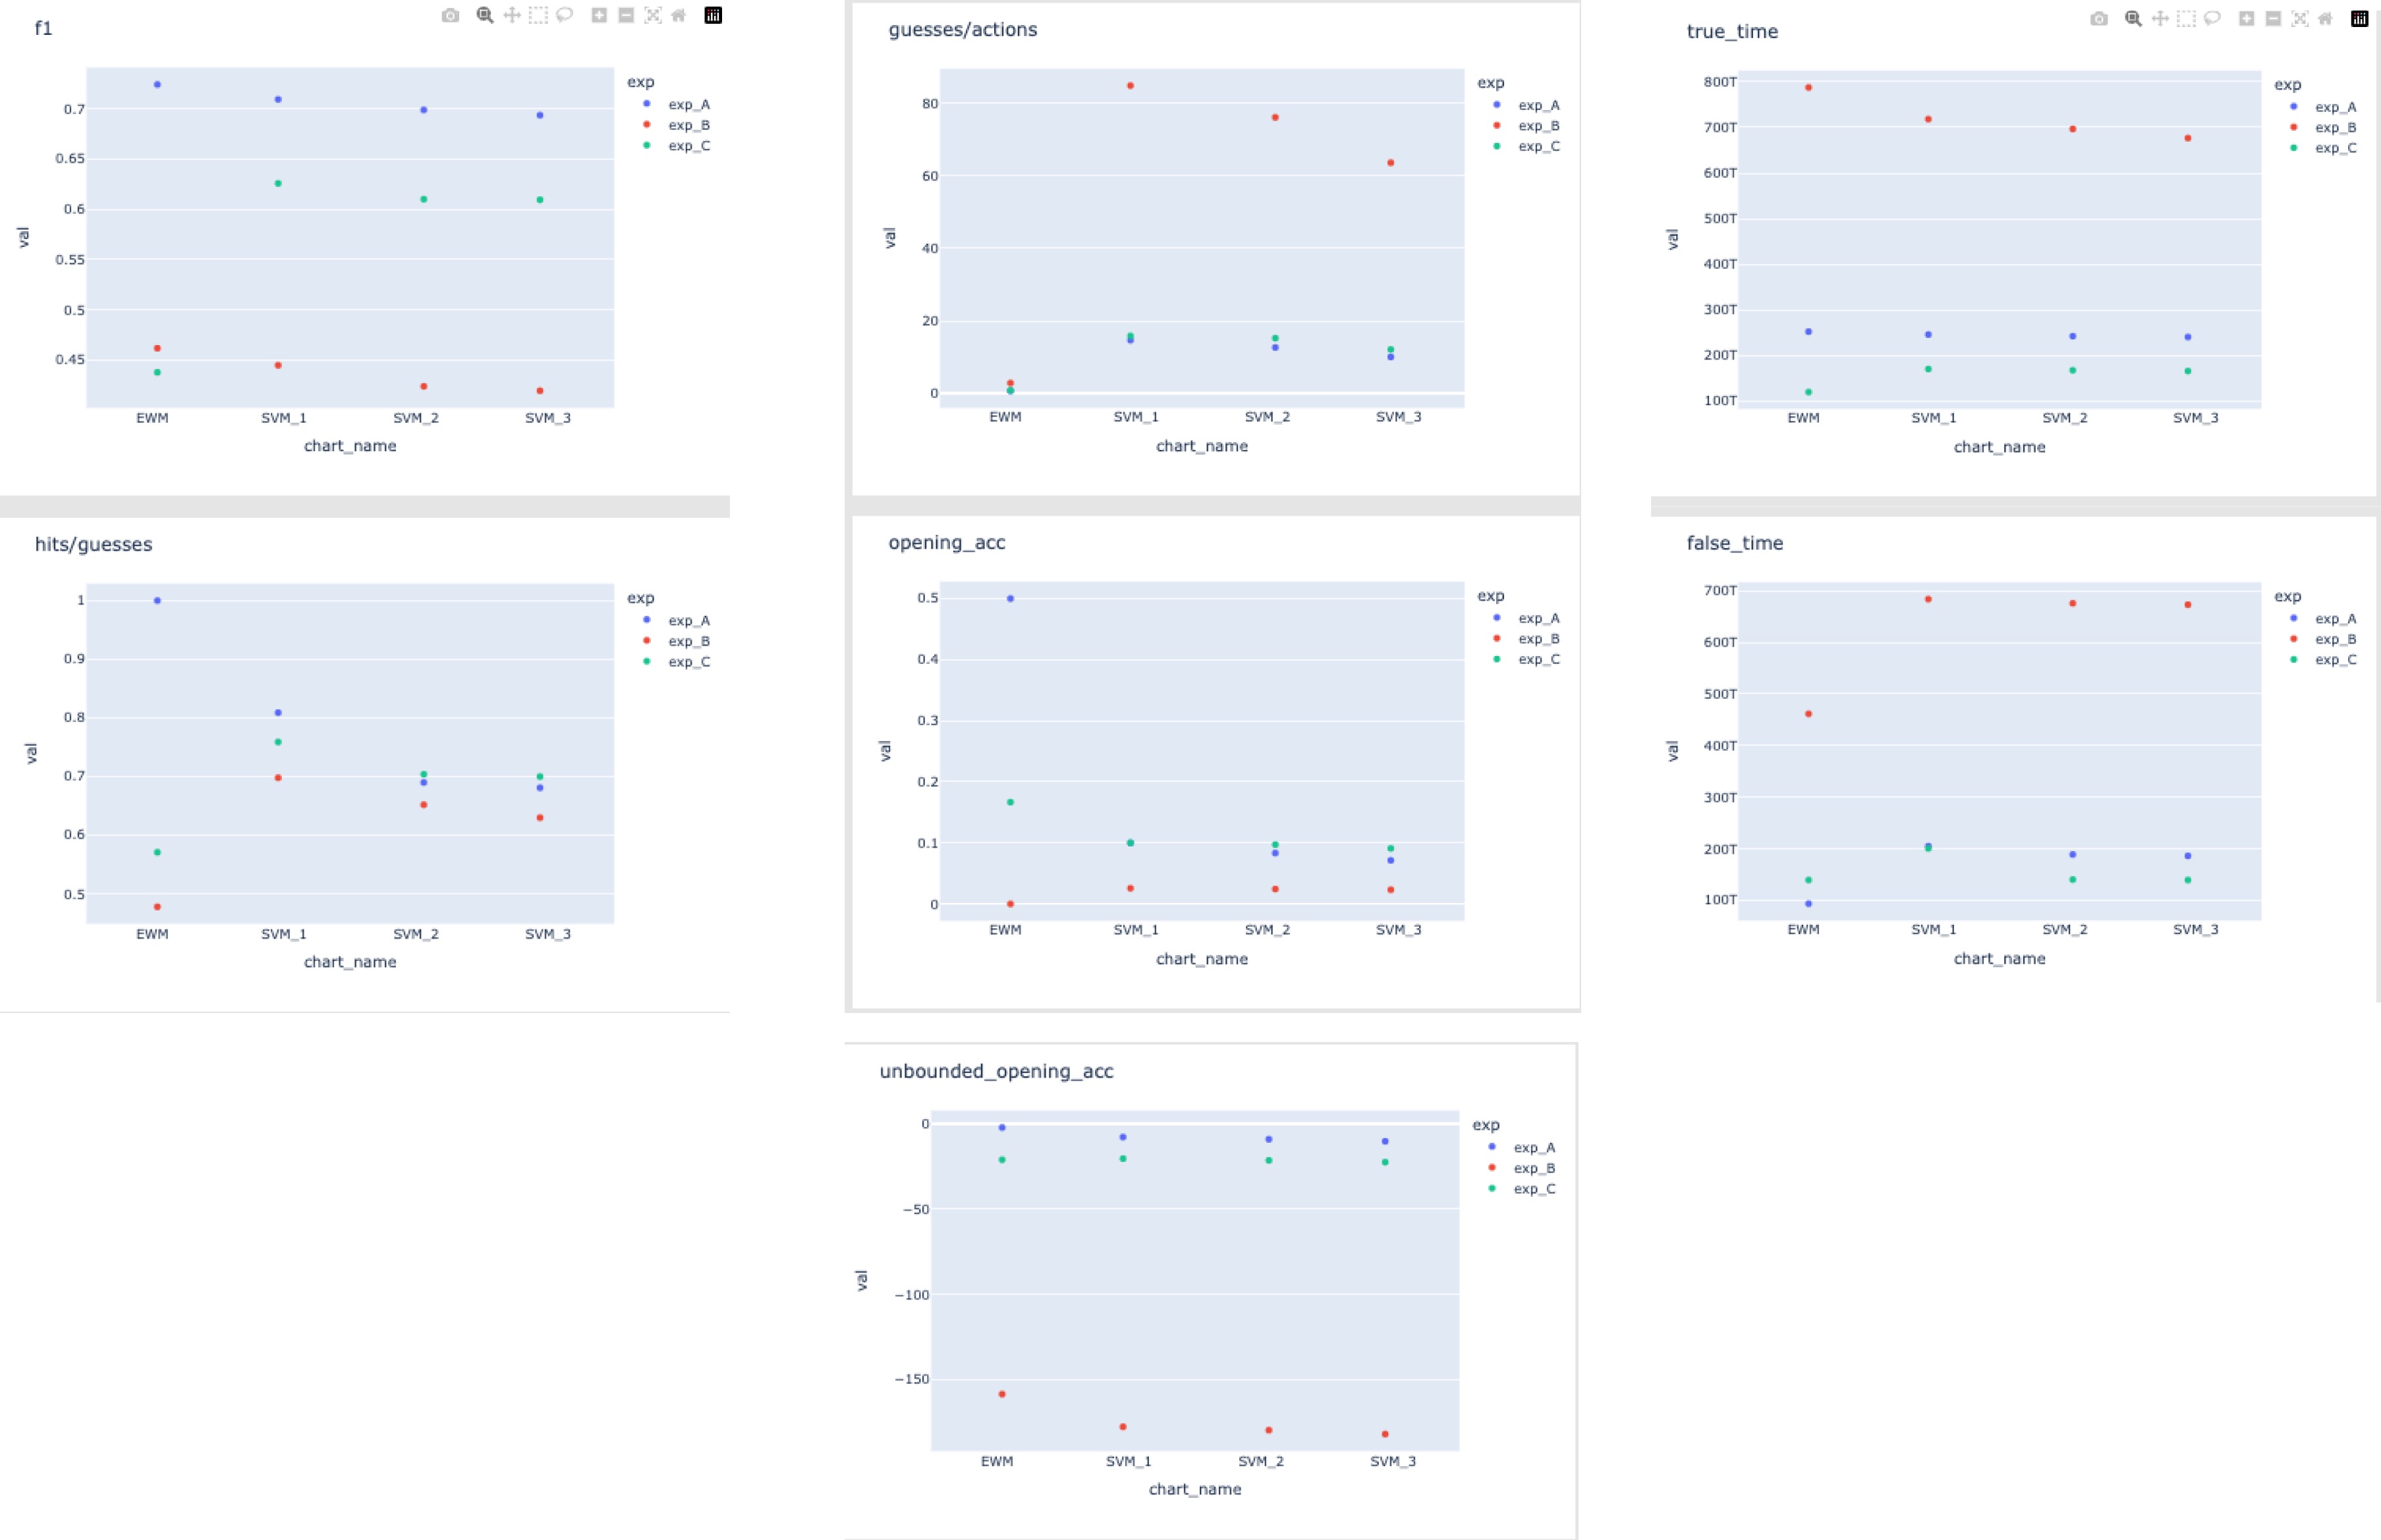 f1
0.7
0.65
0.6
0.55
0.5
0.45
val
EWM
SVM_1
SVM_2
SVM_3
chart_name
exp
exp_A
exp_B
exp_C
guesses/actions
80
60
40
20
0
val
EWM
SVM_1
SVM_2
SVM_3
chart_name
exp
exp_A
exp_B
exp_C
true_time
800T
700T
600T
500T
400T
300T
200T
100T
val
EWM
SVM_1
SVM_2
SVM_3
chart_name
exp
exp_A
exp_B
exp_C
hits/guesses
1
0.9
0.8
0.7
0.6
0.5
val
EWM
SVM_1
SVM_2
SVM_3
chart_name
exp
exp_A
exp_B
exp_C
opening_acc
0.5
0.4
0.3
0.2
0.1
0
val
EWM
SVM_1
SVM_2
SVM_3
chart_name
exp
exp_A
exp_B
exp_C
false_time
700T
600T
500T
400T
300T
200T
100T
val
EWM
SVM_1
SVM_2
SVM_3
chart_name
exp
exp_A
exp_B
exp_C
unbounded_opening_acc
0
−50
−100
−150
val
EWM
SVM_1
SVM_2
SVM_3
chart_name
exp
exp_A
exp_B
exp_C